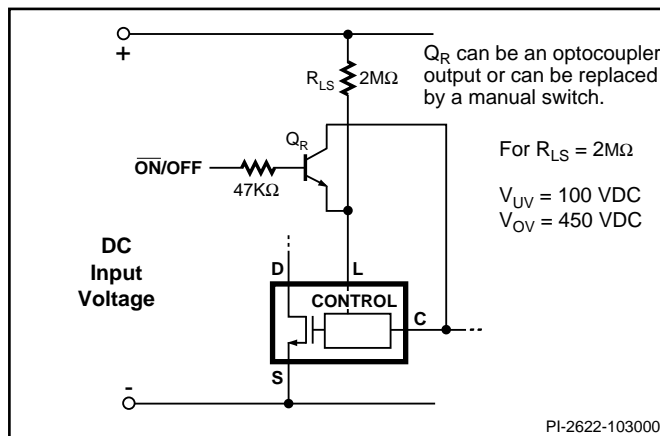 +
Q_R can be an optocoupler
output or can be replaced
by a manual switch.
R_LS 2MΩ
Q_R
For R_LS = 2MΩ
ON/OFF
47KΩ
V_UV = 100 VDC
V_OV = 450 VDC
DC
Input
Voltage
D L
CONTROL
C
S
-
PI-2622-103000